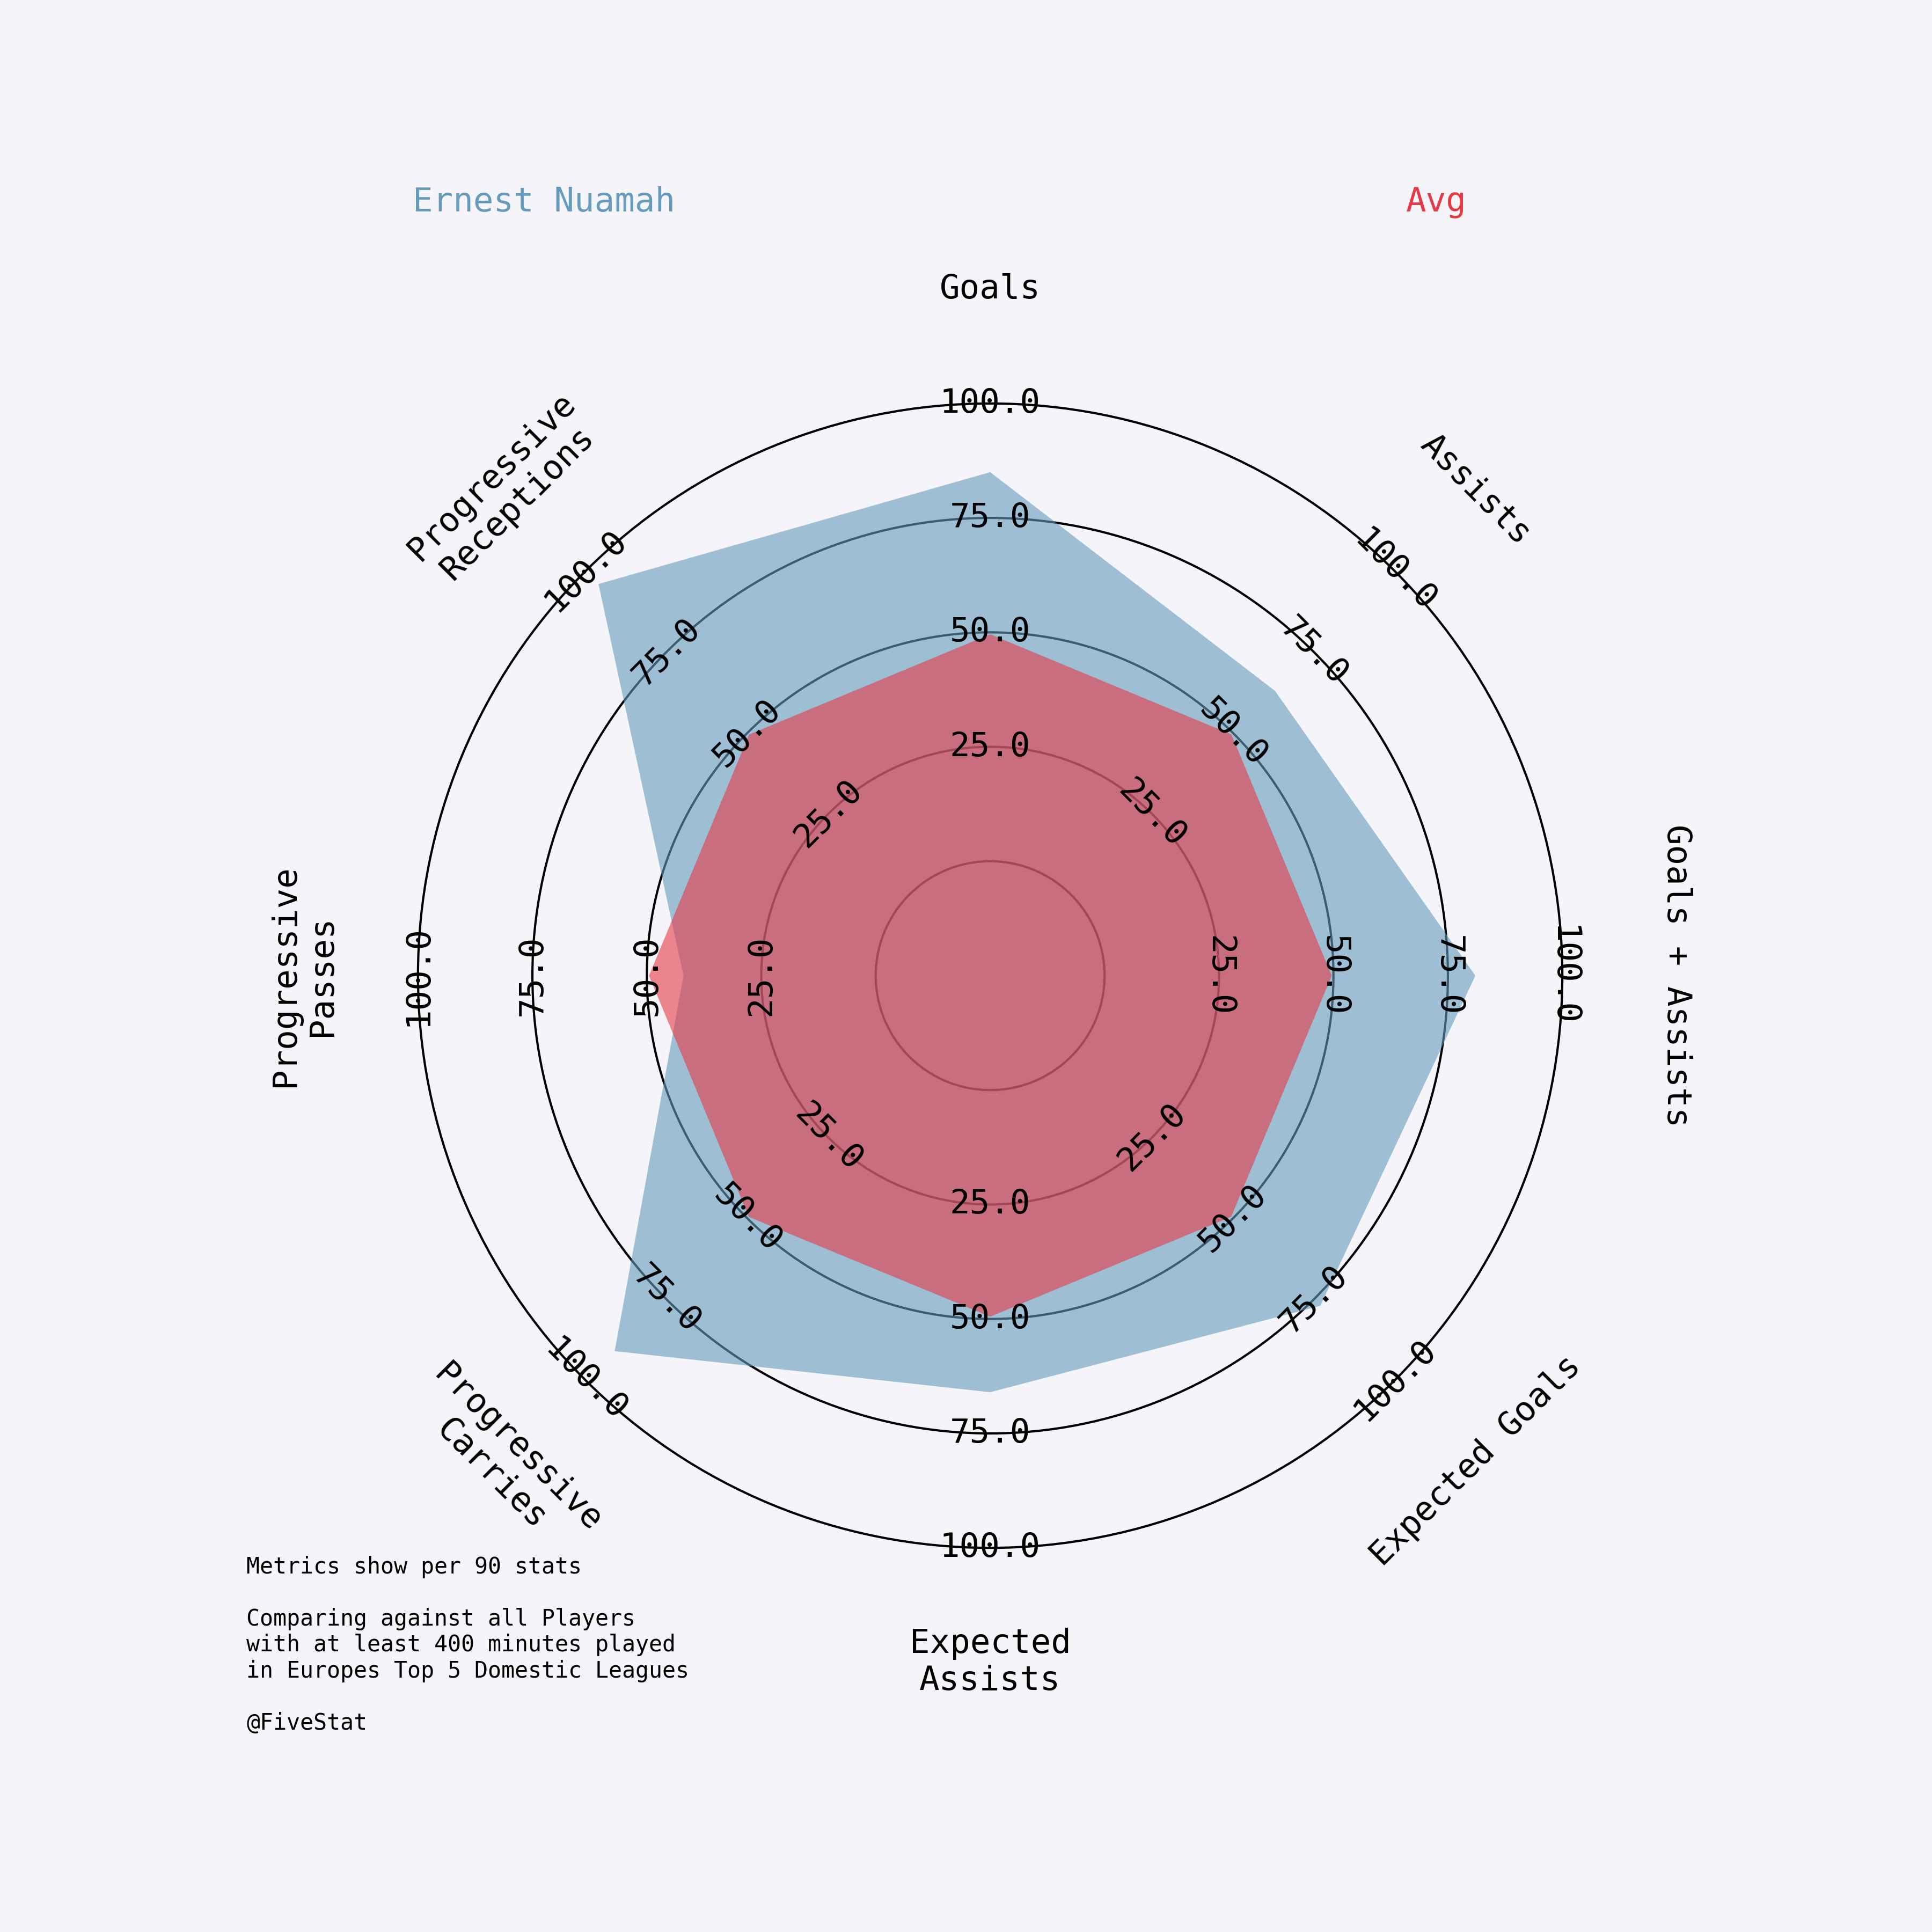 Ernest Nuamah
Avg
Goals
Assists
Goals + Assists
Expected Goals
Expected
Assists
Progressive
Carries
Progressive
Passes
Progressive
Receptions
25.0
50.0
75.0
100.0
25.0
50.0
75.0
100.0
25.0
50.0
75.0
100.0
25.0
50.0
75.0
100.0
25.0
50.0
75.0
100.0
25.0
50.0
75.0
100.0
25.0
50.0
75.0
100.0
25.0
50.0
75.0
100.0
Metrics show per 90 stats
Comparing against all Players
with at least 400 minutes played
in Europes Top 5 Domestic Leagues
@FiveStat